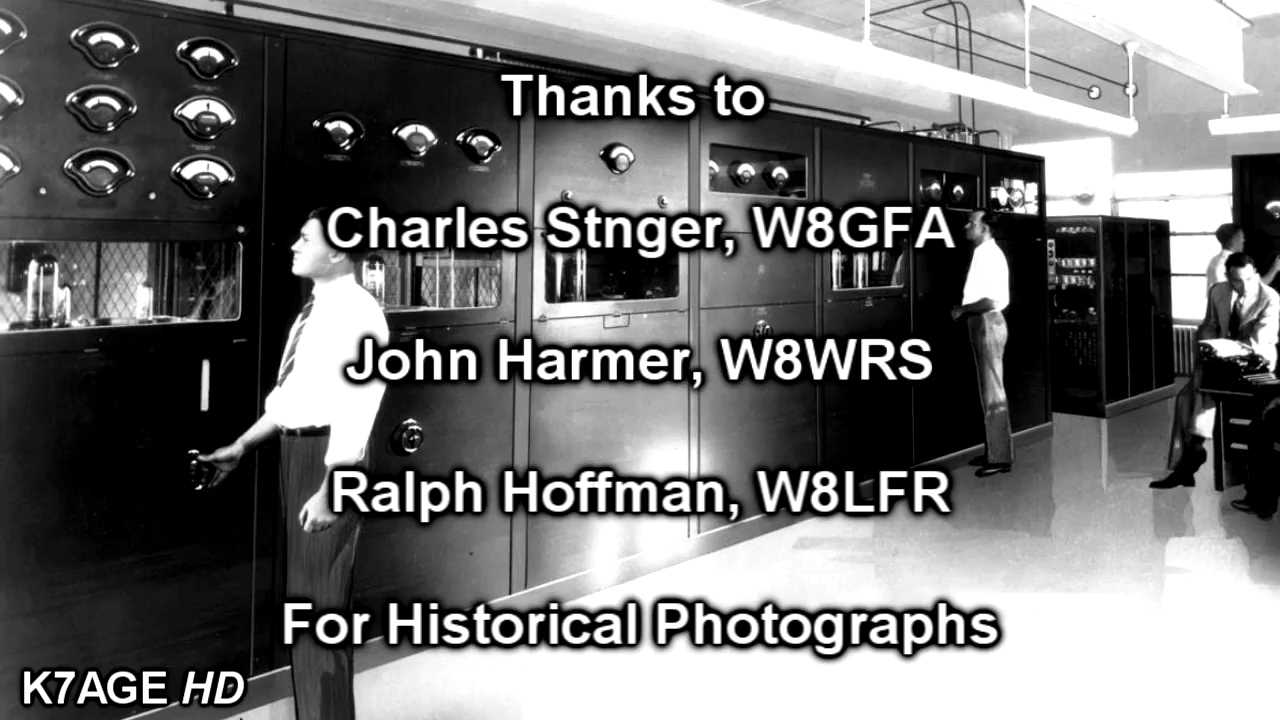 Thanks to
Charles Stnger, W8GFA
John Harmer, W8WRS
Ralph Hoffman, W8LFR
For Historical Photographs
K7AGE HD